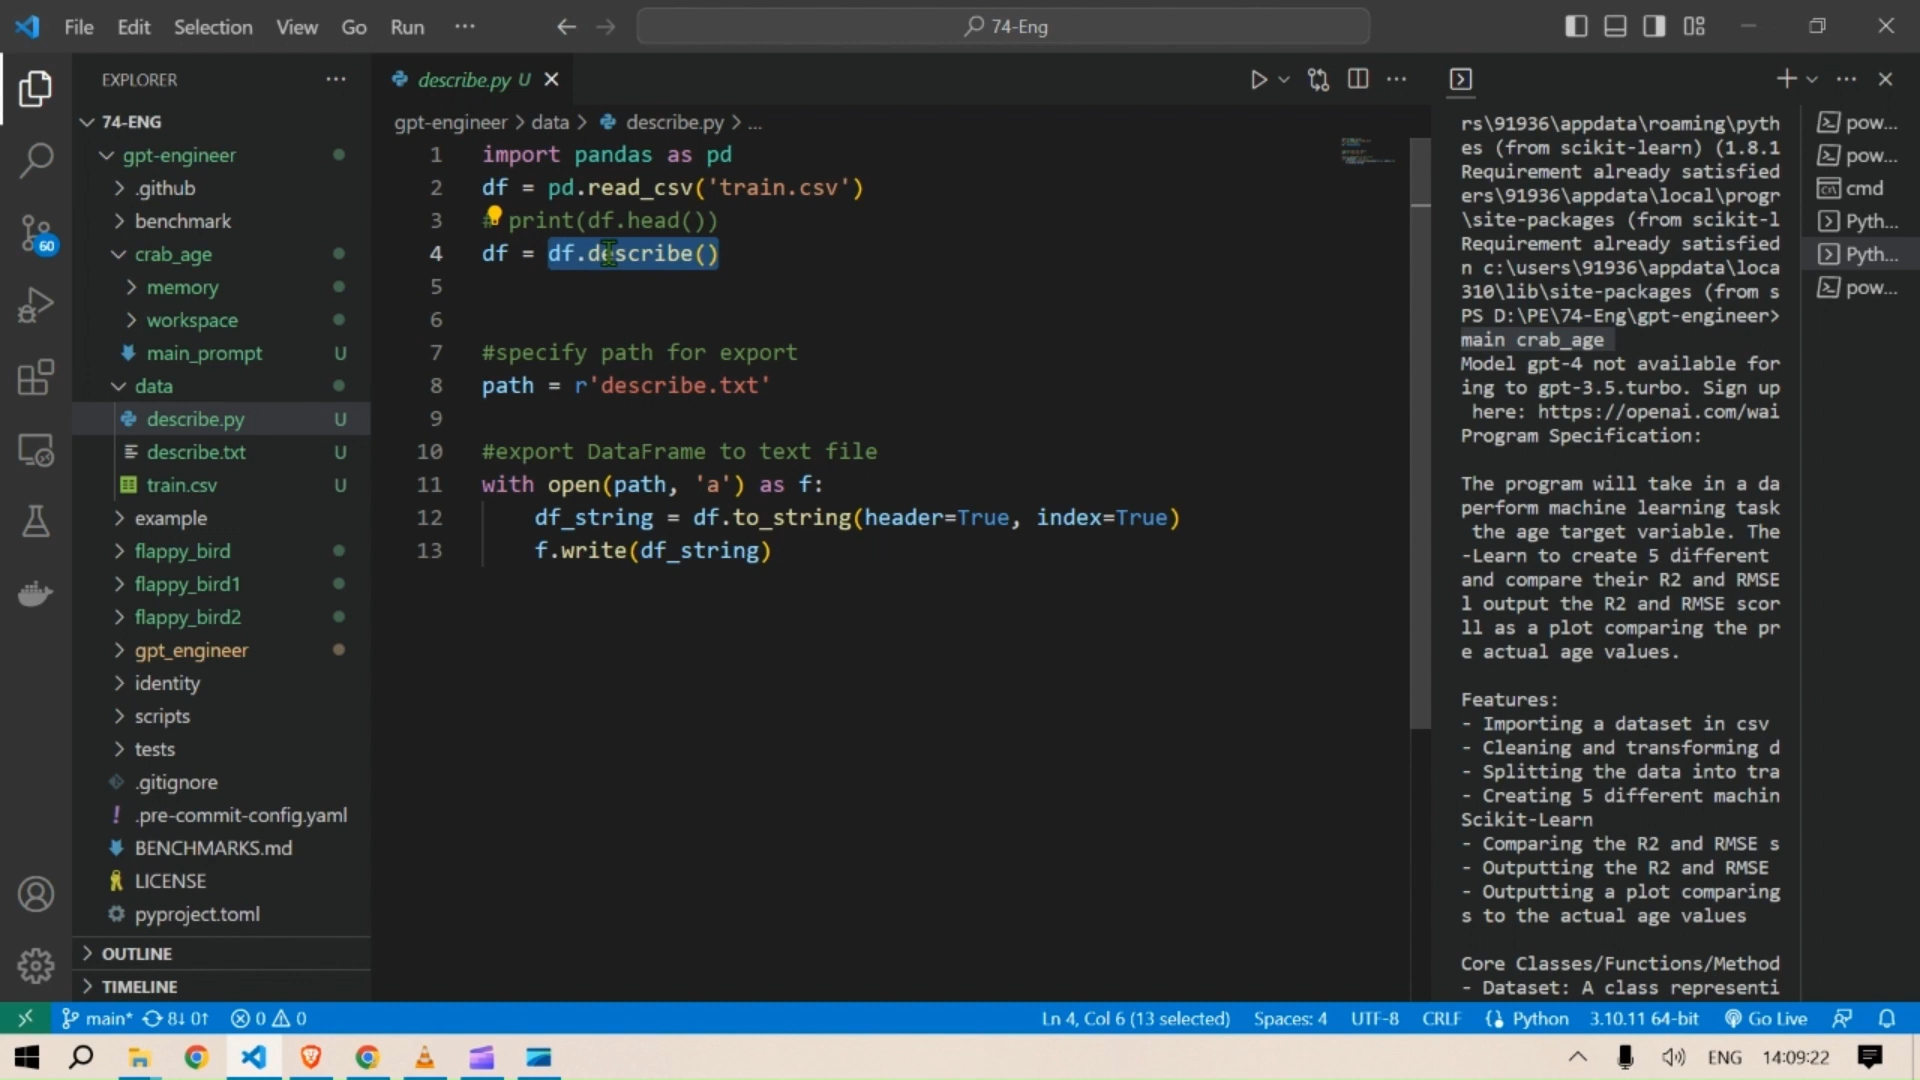 File Edit Selection View Go Run ···
74-Eng
EXPLORER ···
74-ENG
gpt-engineer
.github
benchmark
crab_age
memory
workspace
main_prompt U
data
describe.py U
describe.txt U
train.csv U
example
flappy_bird
flappy_bird1
flappy_bird2
gpt_engineer
identity
scripts
tests
.gitignore
.pre-commit-config.yaml
BENCHMARKS.md
LICENSE
pyproject.toml
OUTLINE
TIMELINE
60
describe.py U
gpt-engineer > data > describe.py > ...
1 import pandas as pd
2 df = pd.read_csv('train.csv')
3 # print(df.head())
4 df = df.describe()
5
6
7 #specify path for export
8 path = r'describe.txt'
9
10 #export DataFrame to text file
11 with open(path, 'a') as f:
12 df_string = df.to_string(header=True, index=True)
13 f.write(df_string)
rs\91936\appdata\roaming\pyth
es (from scikit-learn) (1.8.1
Requirement already satisfied
ers\91936\appdata\local\progr
\site-packages (from scikit-l
Requirement already satisfied
n c:\users\91936\appdata\loca
310\lib\site-packages (from s
PS D:\PE\74-Eng\gpt-engineer>
main crab_age
Model gpt-4 not available for
ing to gpt-3.5.turbo. Sign up
here: https://openai.com/wai
Program Specification:
The program will take in a da
perform machine learning task
the age target variable. The
-Learn to create 5 different
and compare their R2 and RMSE
l output the R2 and RMSE scor
ll as a plot comparing the pr
e actual age values.
Features:
- Importing a dataset in csv
- Cleaning and transforming d
- Splitting the data into tra
- Creating 5 different machin
Scikit-Learn
- Comparing the R2 and RMSE s
- Outputting the R2 and RMSE
- Outputting a plot comparing
s to the actual age values
Core Classes/Functions/Method
- Dataset: A class representi
pow...
pow...
cmd
Pyth...
Pyth...
pow...
main* 8↓ 0↑ 0 0
Ln 4, Col 6 (13 selected) Spaces: 4 UTF-8 CRLF Python 3.10.11 64-bit Go Live
ENG 14:09:22